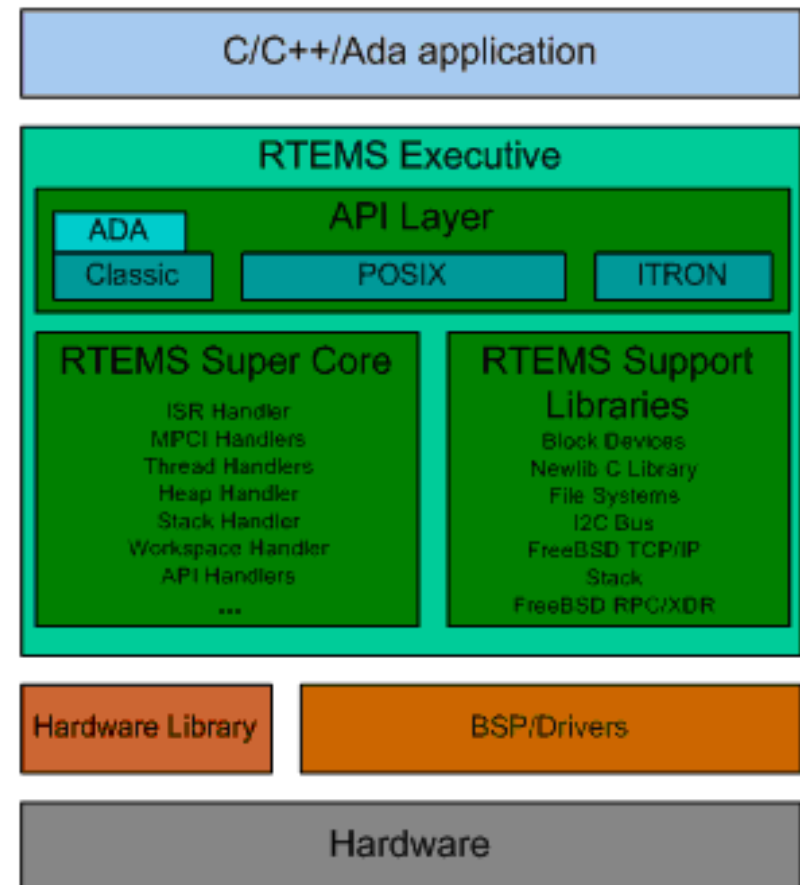 C/C++/Ada application
RTEMS Executive
API Layer
ADA
Classic
POSIX
ITRON
RTEMS Super Core
ISR Handler
MPCI Handlers
Thread Handlers
Heap Handler
Stack Handler
Workspace Handler
API Handlers
...
RTEMS Support
Libraries
Block Devices
Newlib C Library
File Systems
I2C Bus
FreeBSD TCP/IP
Stack
FreeBSD RPC/XDR
Hardware Library
BSP/Drivers
Hardware